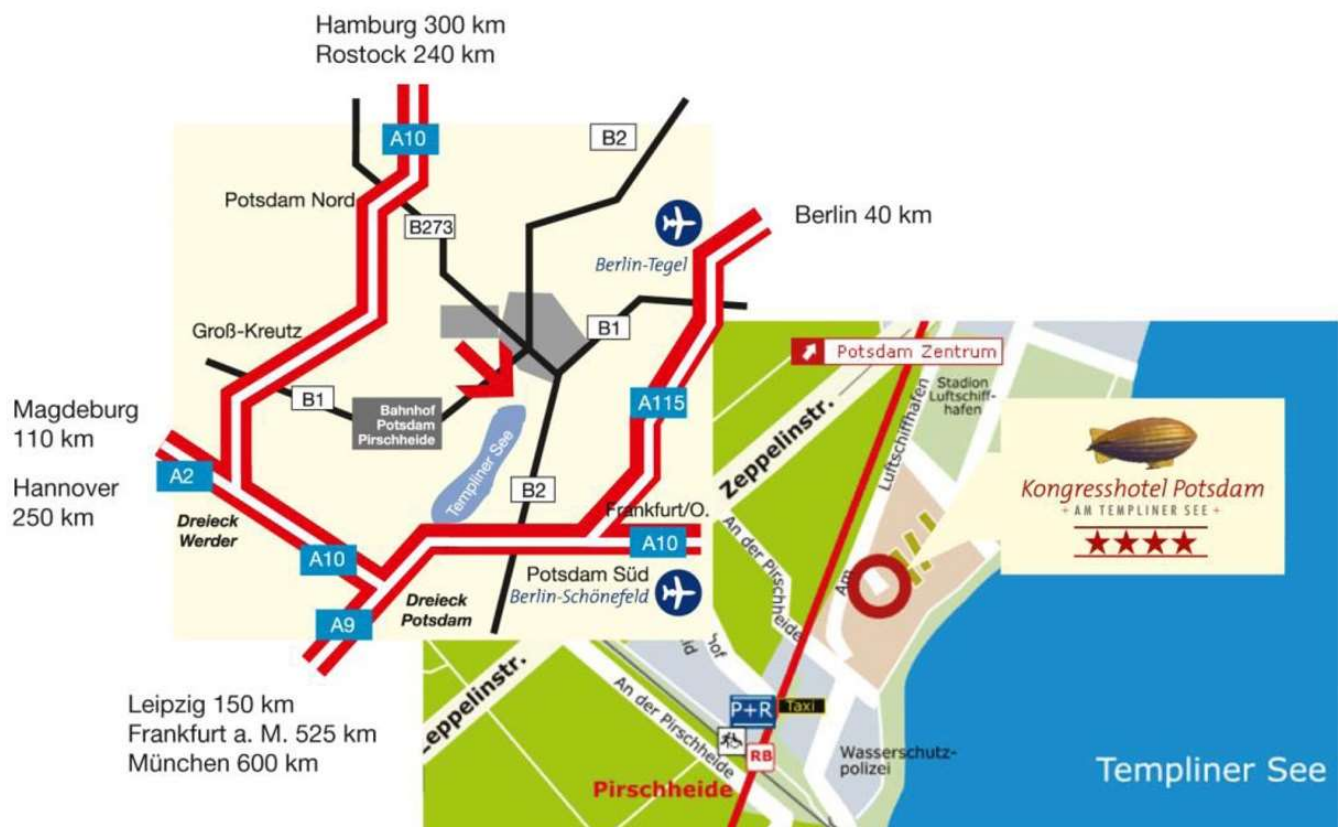 Hamburg 300 km
Rostock 240 km
A10
B2
Potsdam Nord
B273
Berlin 40 km
Berlin-Tegel
Groß-Kreutz
B1
B1
Potsdam Zentrum
Magdeburg
110 km
Bahnhof
Potsdam
Pirschheide
A115
Stadion
Luftschiff-
hafen
Zeppelinstr.
Am Luftschiffhafen
Kongresshotel Potsdam
AM TEMPLINER SEE
A2
Hannover
250 km
Templiner See
B2
Dreieck
Werder
Frankfurt/O.
A10
A10
An der Pirschheide
Potsdam Süd
Berlin-Schönefeld
Dreieck
Potsdam
A9
Zeppelinstr.
hof
An der Pirschheide
Leipzig 150 km
Frankfurt a. M. 525 km
München 600 km
P+R
Taxi
RB
Wasserschutz-
polizei
Pirschheide
Templiner See